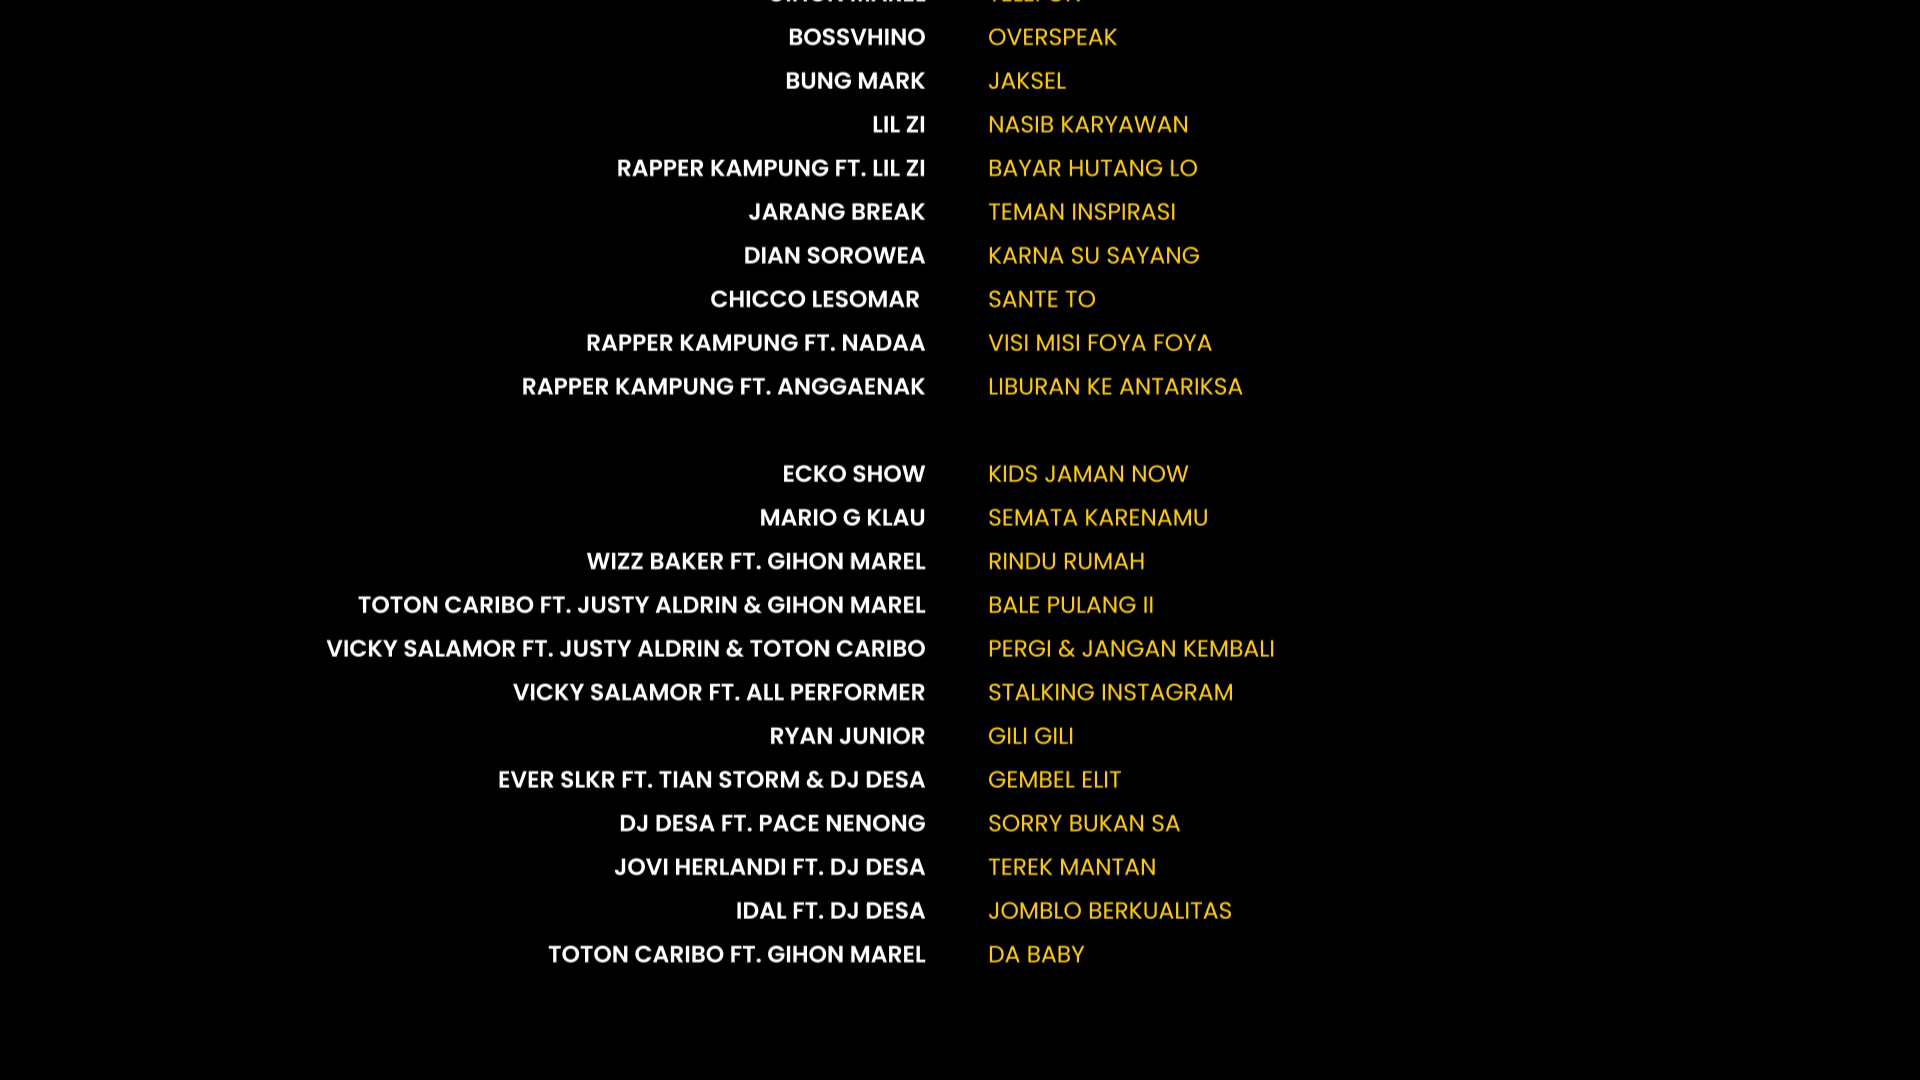 BOSSVHINO OVERSPEAK
BUNG MARK JAKSEL
LIL ZI NASIB KARYAWAN
RAPPER KAMPUNG FT. LIL ZI BAYAR HUTANG LO
JARANG BREAK TEMAN INSPIRASI
DIAN SOROWEA KARNA SU SAYANG
CHICCO LESOMAR SANTE TO
RAPPER KAMPUNG FT. NADAA VISI MISI FOYA FOYA
RAPPER KAMPUNG FT. ANGGAENAK LIBURAN KE ANTARIKSA
ECKO SHOW KIDS JAMAN NOW
MARIO G KLAU SEMATA KARENAMU
WIZZ BAKER FT. GIHON MAREL RINDU RUMAH
TOTON CARIBO FT. JUSTY ALDRIN & GIHON MAREL BALE PULANG II
VICKY SALAMOR FT. JUSTY ALDRIN & TOTON CARIBO PERGI & JANGAN KEMBALI
VICKY SALAMOR FT. ALL PERFORMER STALKING INSTAGRAM
RYAN JUNIOR GILI GILI
EVER SLKR FT. TIAN STORM & DJ DESA GEMBEL ELIT
DJ DESA FT. PACE NENONG SORRY BUKAN SA
JOVI HERLANDI FT. DJ DESA TEREK MANTAN
IDAL FT. DJ DESA JOMBLO BERKUALITAS
TOTON CARIBO FT. GIHON MAREL DA BABY